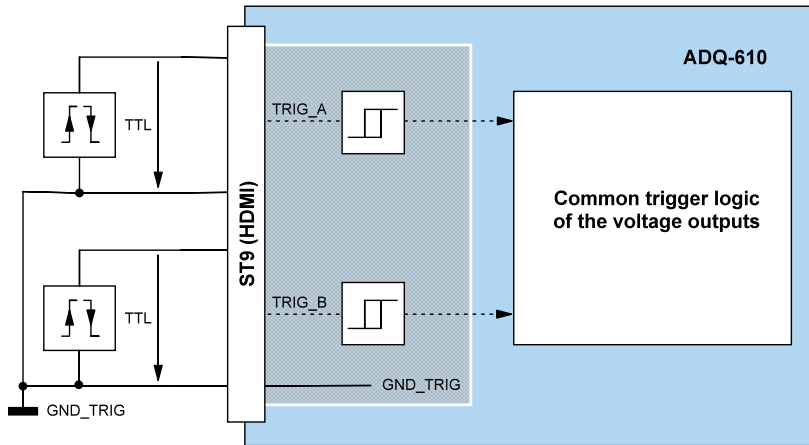 ADQ-610
TTL
TRIG_A
ST9 (HDMI)
Common trigger logic
of the voltage outputs
TTL
TRIG_B
GND_TRIG
GND_TRIG